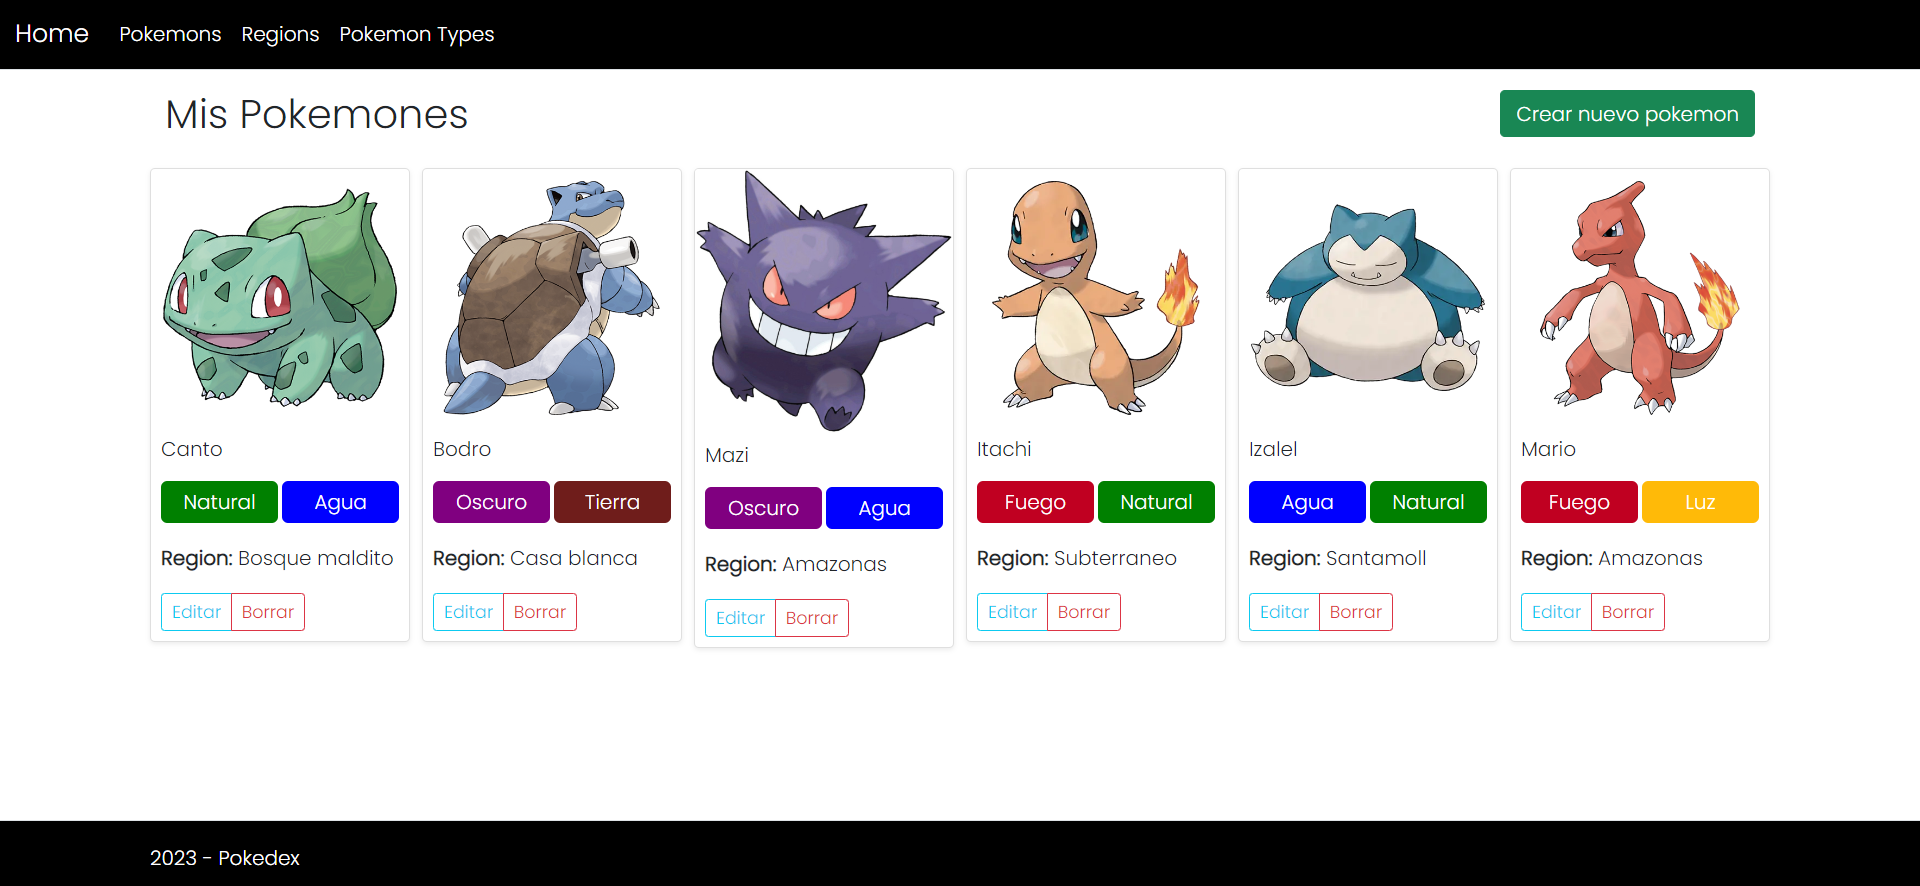 Home Pokemons Regions Pokemon Types
Mis Pokemones
Crear nuevo pokemon
Canto
Natural Agua
Region: Bosque maldito
Editar Borrar
Bodro
Oscuro Tierra
Region: Casa blanca
Editar Borrar
Mazi
Oscuro Agua
Region: Amazonas
Editar Borrar
Itachi
Fuego Natural
Region: Subterraneo
Editar Borrar
Izalel
Agua Natural
Region: Santamoll
Editar Borrar
Mario
Fuego Luz
Region: Amazonas
Editar Borrar
2023 - Pokedex